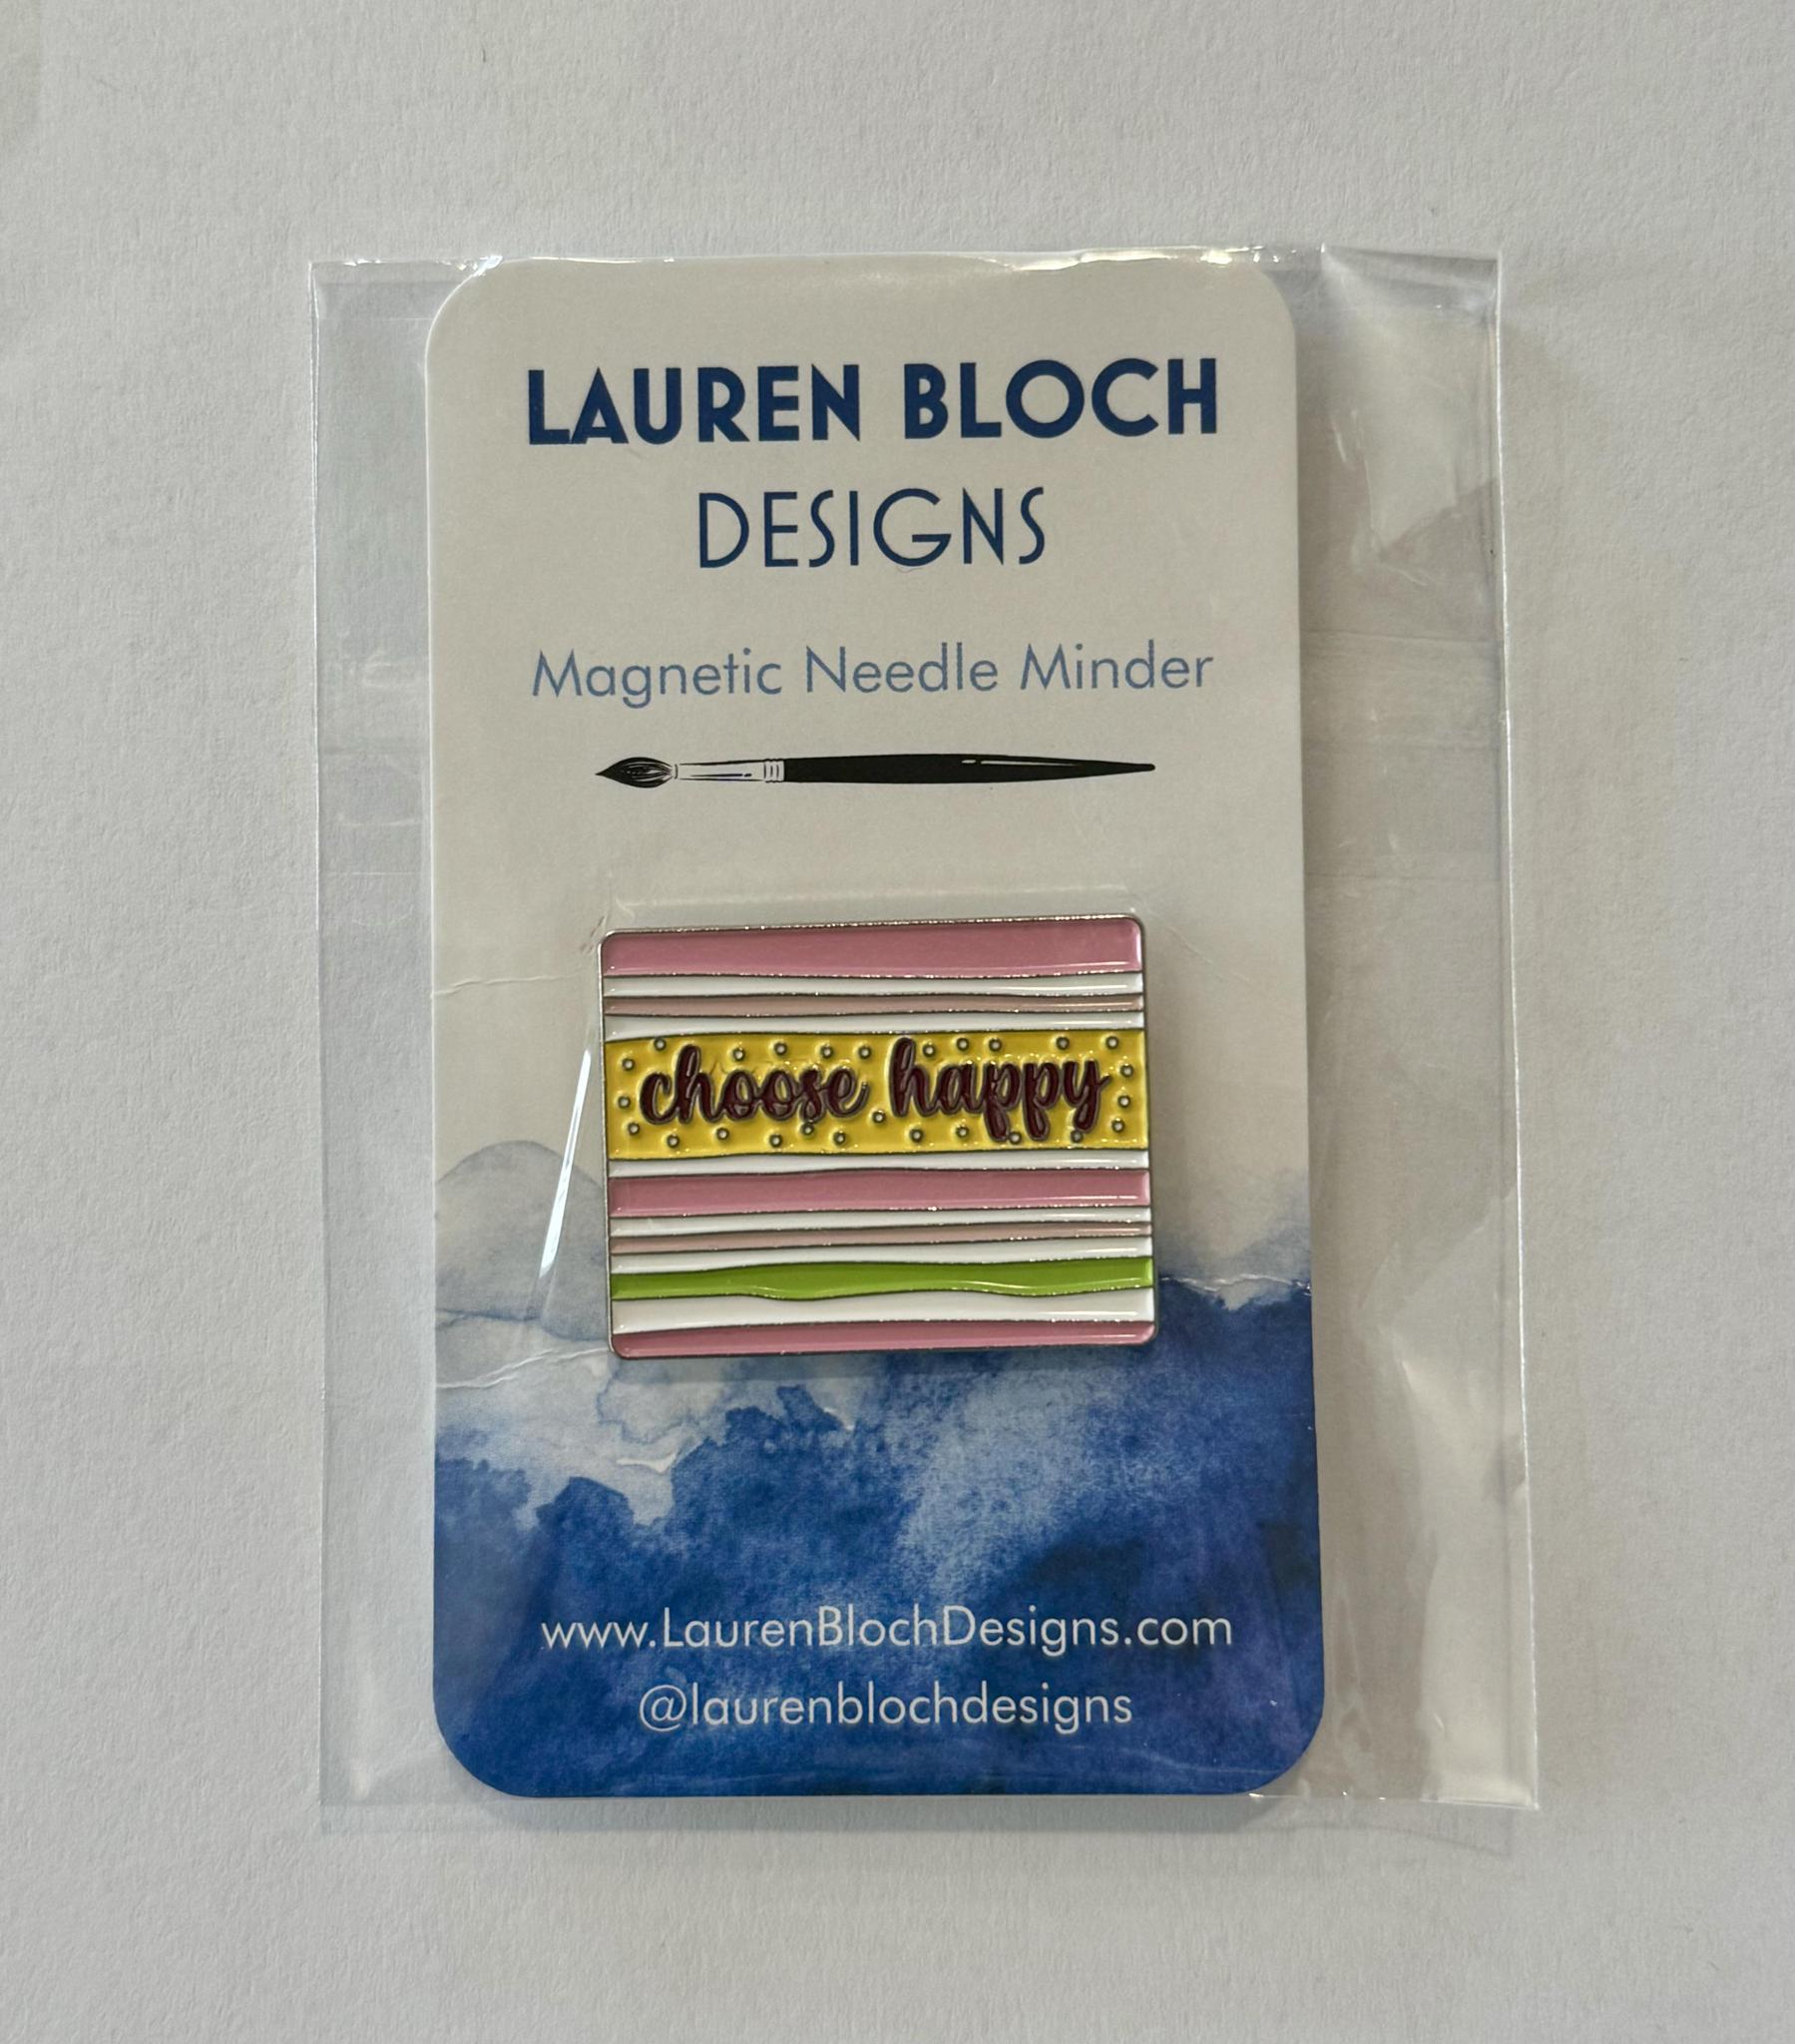 LAUREN BLOCH
DESIGNS
Magnetic Needle Minder
choose happy
www.LaurenBlochDesigns.com
@laurenblochdesigns